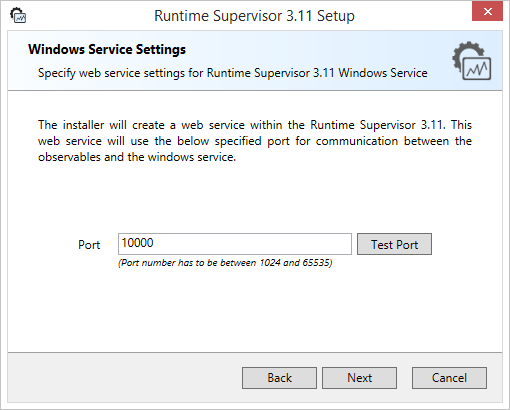 Runtime Supervisor 3.11 Setup
Windows Service Settings
Specify web service settings for Runtime Supervisor 3.11 Windows Service
The installer will create a web service within the Runtime Supervisor 3.11. This
web service will use the below specified port for communication between the
observables and the windows service.
Port 10000 Test Port
(Port number has to be between 1024 and 65535)
Back Next Cancel